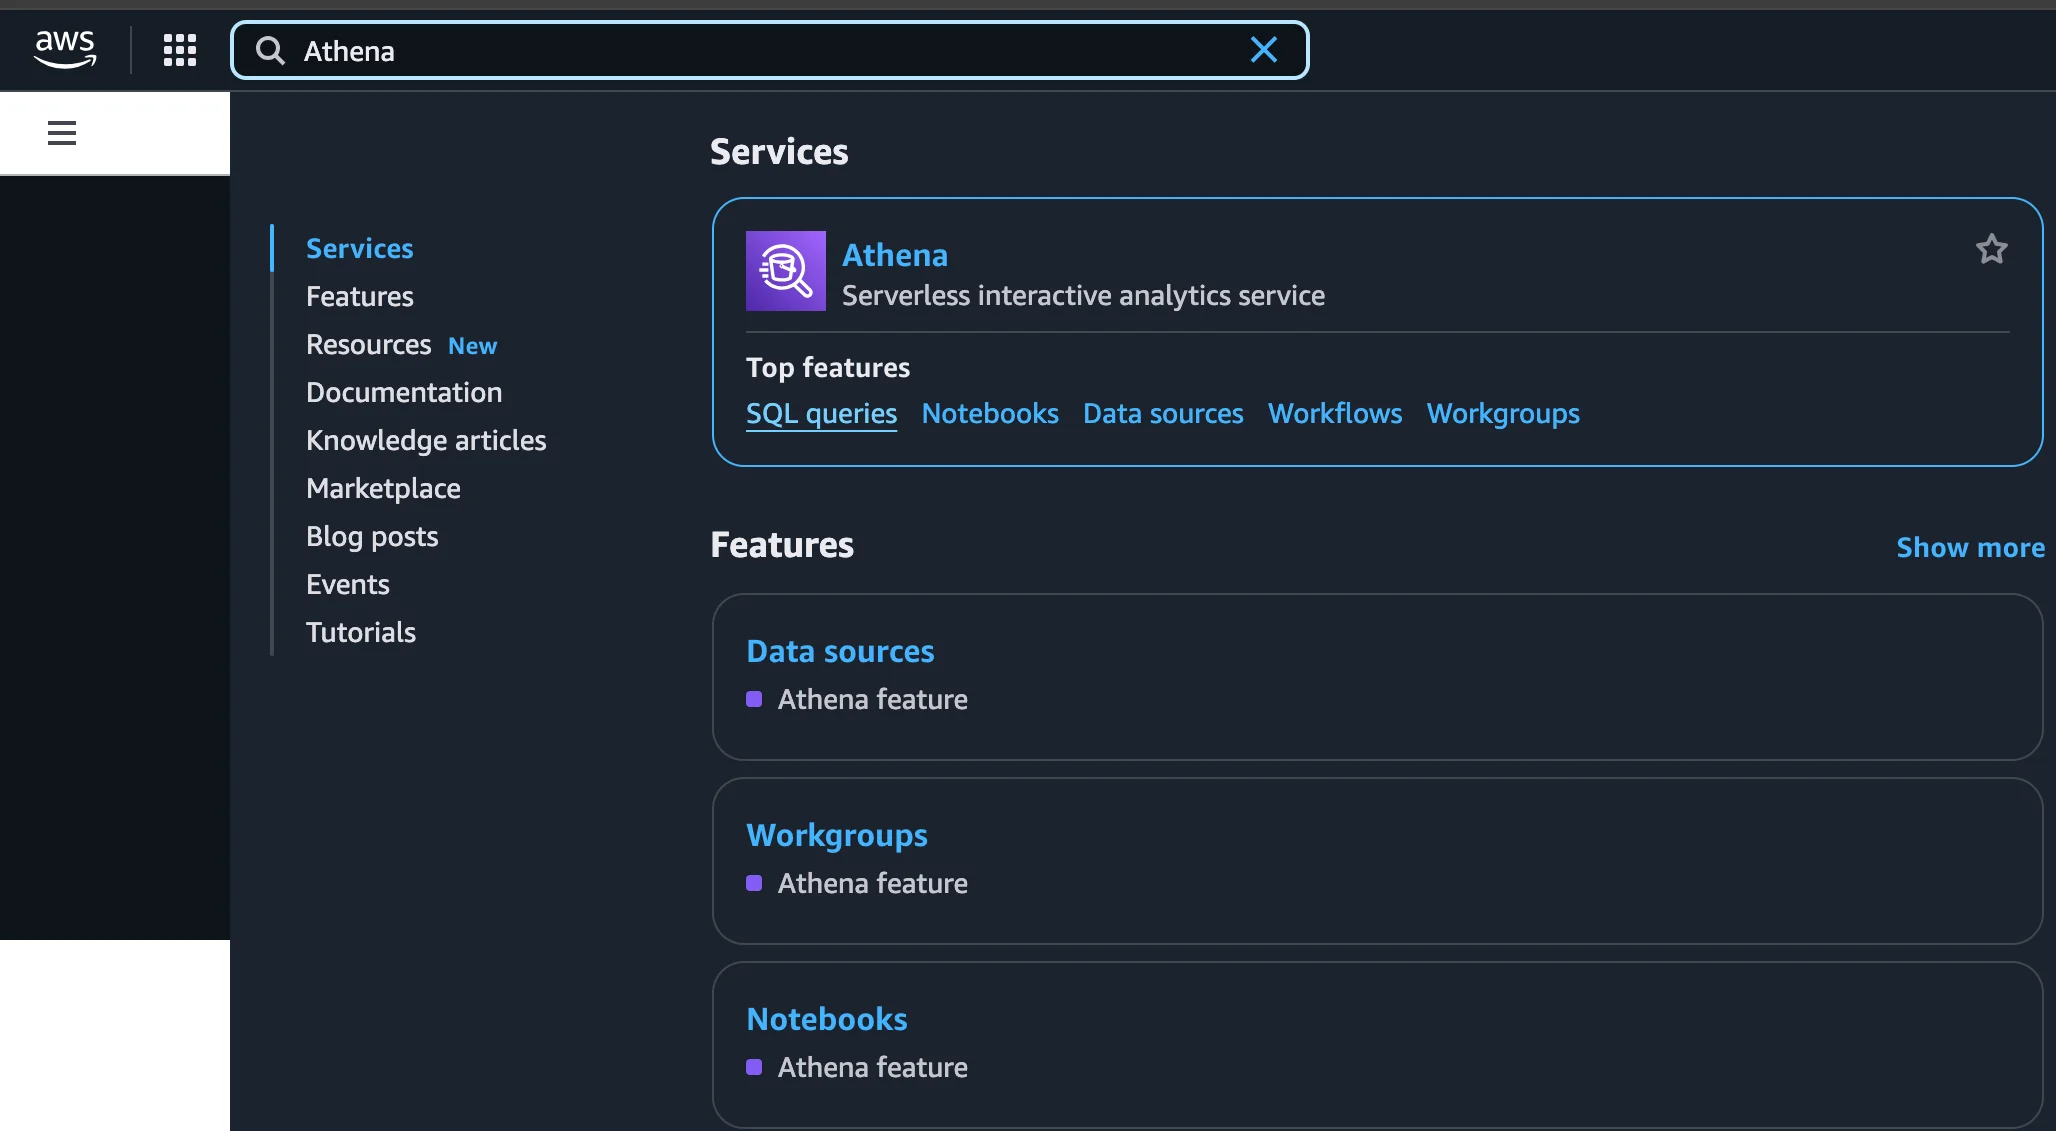 aws
Athena
Services
Features
Resources New
Documentation
Knowledge articles
Marketplace
Blog posts
Events
Tutorials
Services
Athena
Serverless interactive analytics service
Top features
SQL queries Notebooks Data sources Workflows Workgroups
Features Show more
Data sources
Athena feature
Workgroups
Athena feature
Notebooks
Athena feature